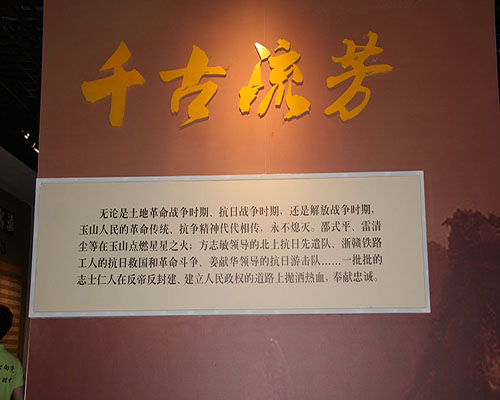 千古流芳
无论是土地革命战争时期、抗日战争时期，还是解放战争时期，
玉山人民的革命传统、抗争精神代代相传，永不熄灭。邵式平、雷清
尘等在玉山点燃星星之火；方志敏领导的北上抗日先遣队、浙赣铁路
工人的抗日救国和革命斗争、姜献华领导的抗日游击队……一批批的
志士仁人在反帝反封建、建立人民政权的道路上抛洒热血，奉献忠诚。